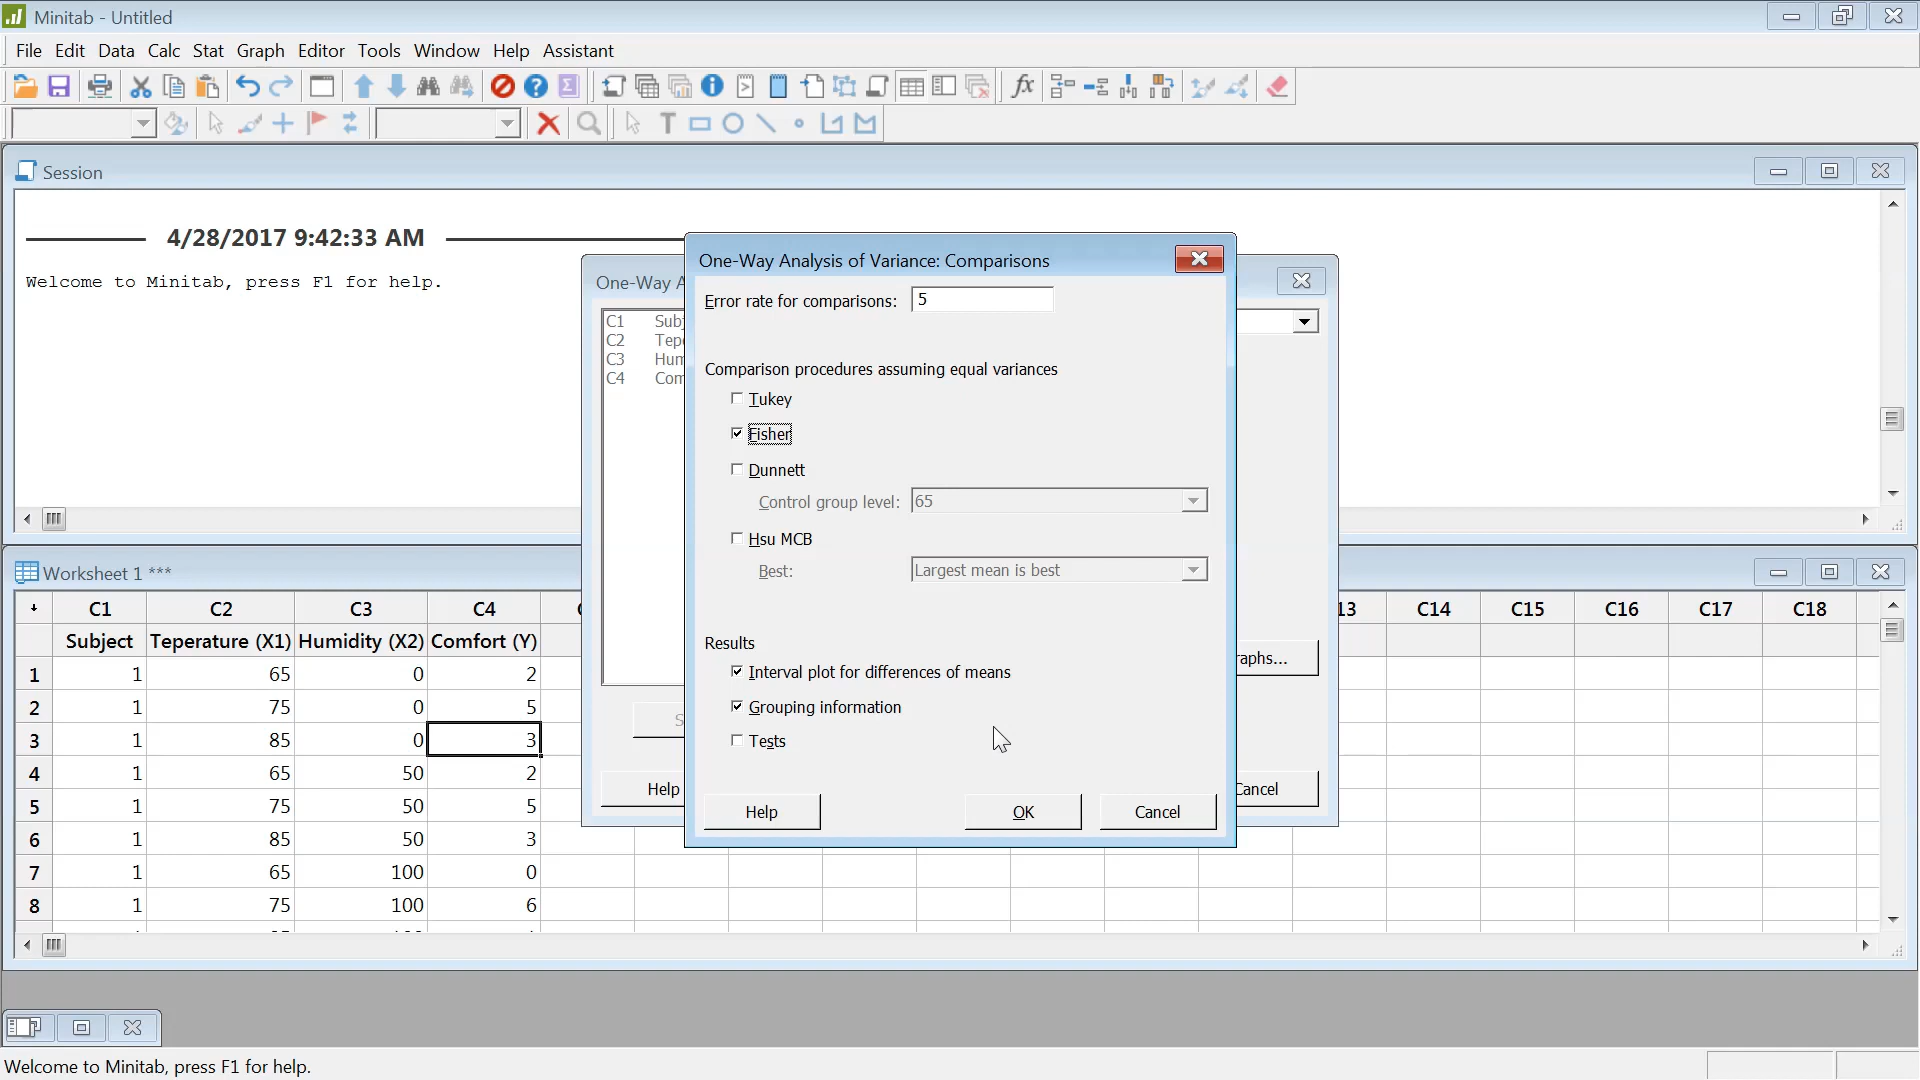 Minitab - Untitled
File Edit Data Calc Stat Graph Editor Tools Window Help Assistant
Session
4/28/2017 9:42:33 AM
Welcome to Minitab, press F1 for help.
One-Way A
C1 Sub
C2 Tep
C3 Hum
C4 Com
Help
raphs...
Cancel
One-Way Analysis of Variance: Comparisons
Error rate for comparisons: 5
Comparison procedures assuming equal variances
Tukey
Fisher
Dunnett
Control group level: 65
Hsu MCB
Best: Largest mean is best
Results
Interval plot for differences of means
Grouping information
Tests
Help OK Cancel
Worksheet 1 ***
C1 C2 C3 C4 13 C14 C15 C16 C17 C18
Subject Teperature (X1) Humidity (X2) Comfort (Y)
1 1 65 0 2
2 1 75 0 5
3 1 85 0 3
4 1 65 50 2
5 1 75 50 5
6 1 85 50 3
7 1 65 100 0
8 1 75 100 6
Welcome to Minitab, press F1 for help.